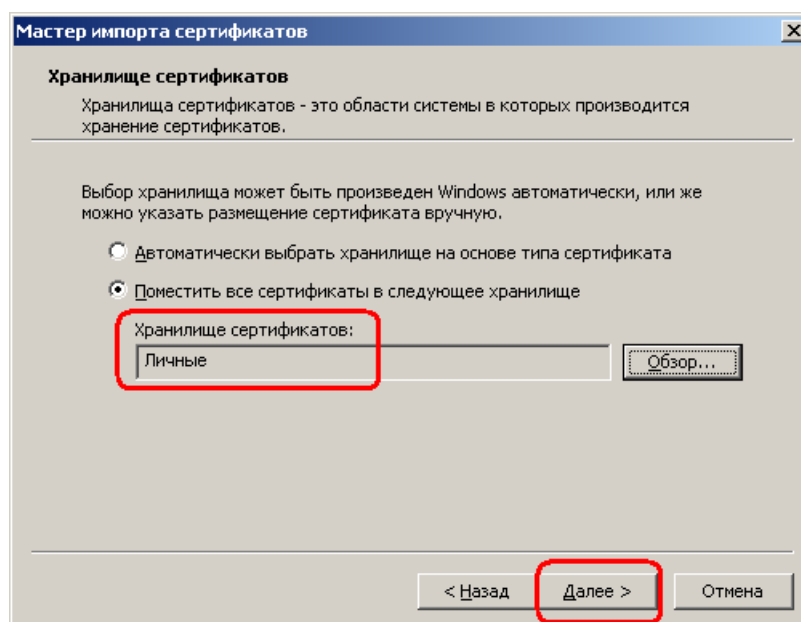 Мастер импорта сертификатов
Хранилище сертификатов
Хранилища сертификатов - это области системы в которых производится
хранение сертификатов.
Выбор хранилища может быть произведен Windows автоматически, или же
можно указать размещение сертификата вручную.
Автоматически выбрать хранилище на основе типа сертификата
Поместить все сертификаты в следующее хранилище
Хранилище сертификатов:
Личные
Обзор...
< Назад
Далее >
Отмена